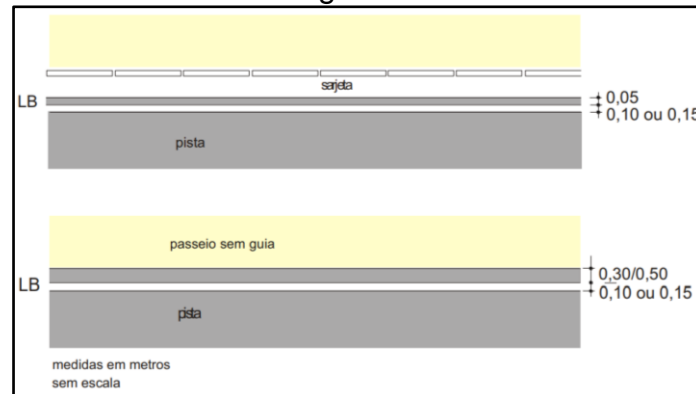 sarjeta
LB
0,05
0,10 ou 0,15
pista
passeio sem guia
0,30/0,50
LB
0,10 ou 0,15
pista
medidas em metros
sem escala